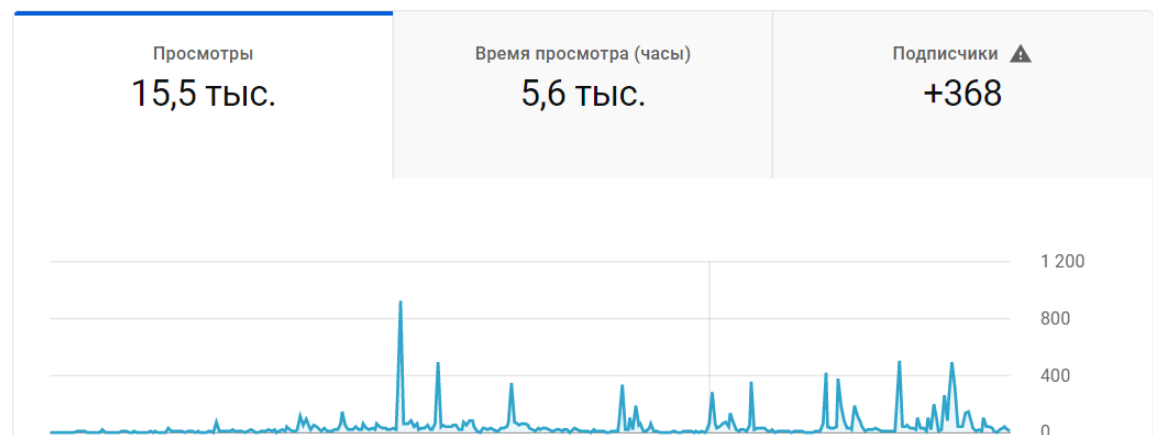 Просмотры
15,5 тыс.
Время просмотра (часы)
5,6 тыс.
Подписчики
+368
1 200
800
400
0